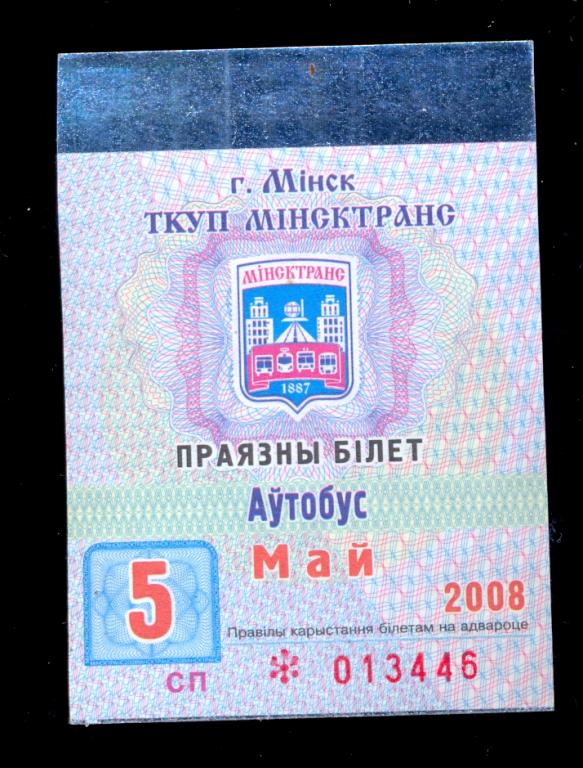 г. Мінск
ТКУП МІНСКТРАНС
МІНСКТРАНС
1887
ПРАЯЗНЫ БІЛЕТ
Аўтобус
Май
5
2008
Правілы карыстання білетам на адвароце
СП * 013446